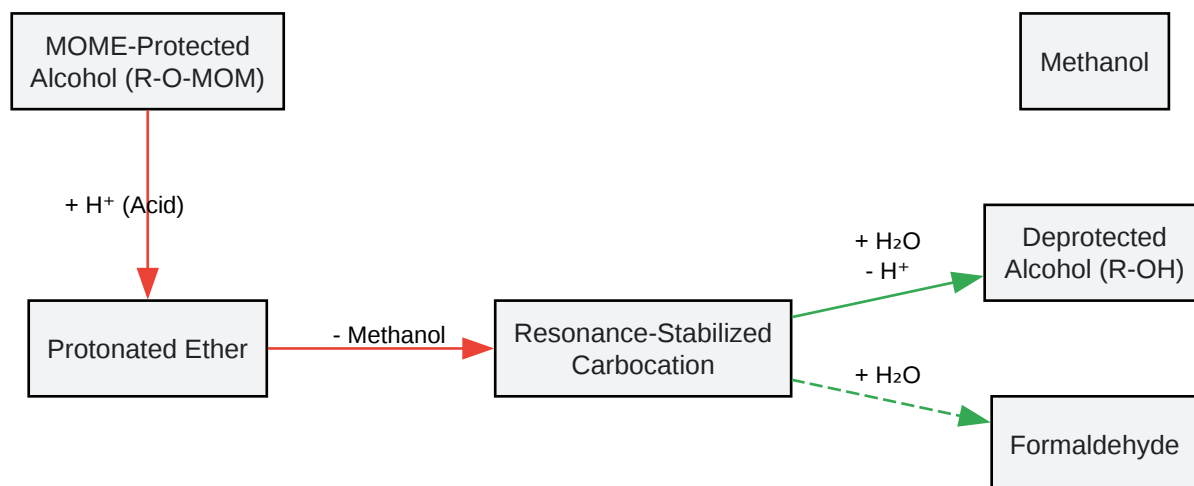 MOME-Protected
Alcohol (R-O-MOM)
Methanol
+ H⁺ (Acid)
Protonated Ether
- Methanol
Resonance-Stabilized
Carbocation
+ H₂O
- H⁺
Deprotected
Alcohol (R-OH)
+ H₂O
Formaldehyde